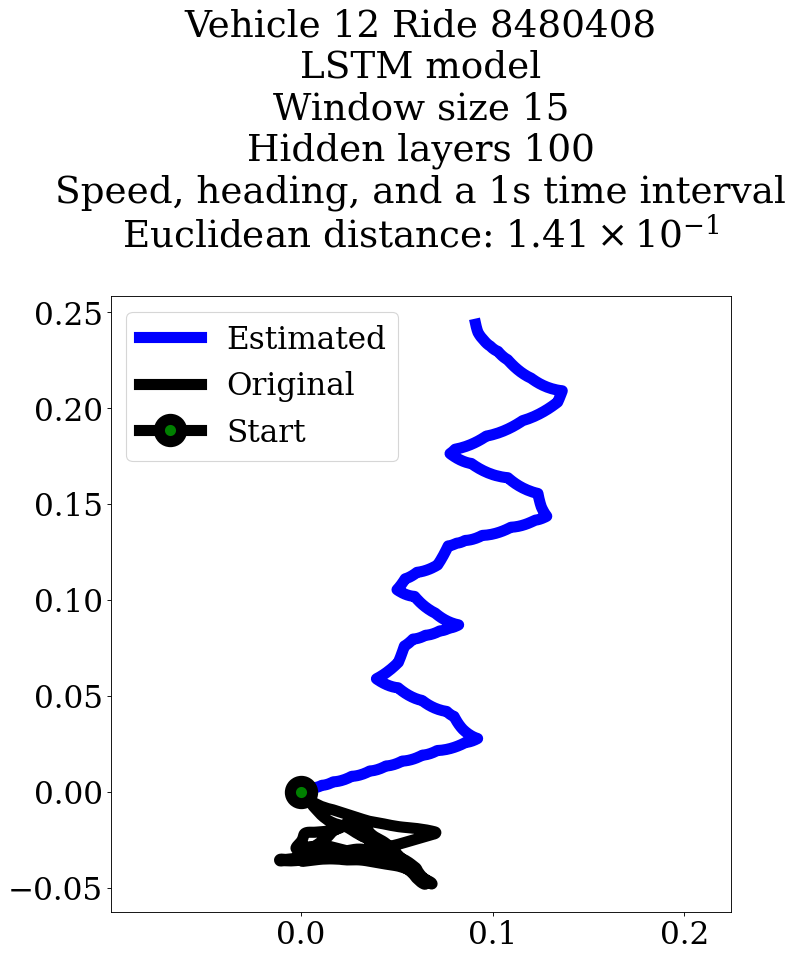 Vehicle 12 Ride 8480408
LSTM model
Window size 15
Hidden layers 100
Speed, heading, and a 1s time interval
Euclidean distance: 1.41 × 10⁻¹
0.25
0.20
0.15
0.10
0.05
0.00
−0.05
Estimated
Original
Start
0.0 0.1 0.2